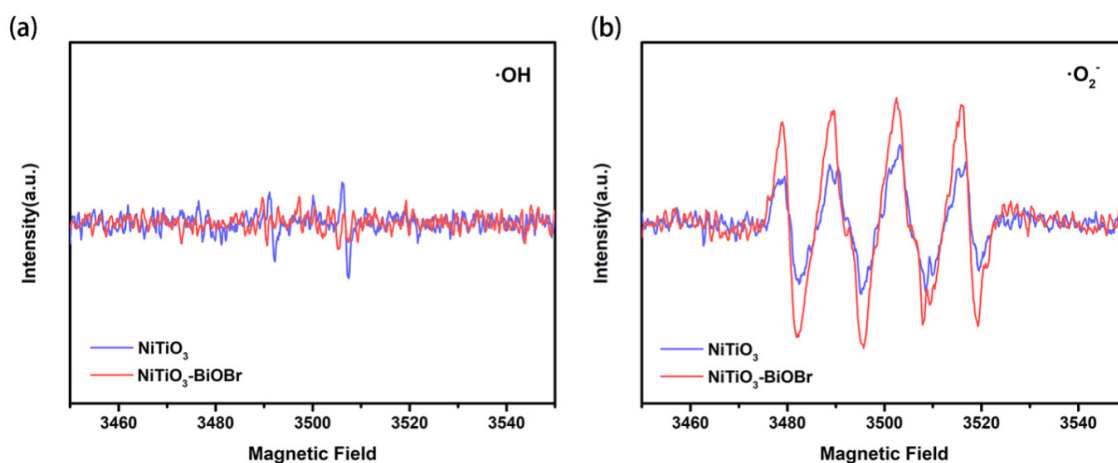 (a)
·OH
Intensity(a.u.)
NiTiO₃
NiTiO₃-BiOBr
3460 3480 3500 3520 3540
Magnetic Field
(b)
·O₂⁻
Intensity(a.u.)
NiTiO₃
NiTiO₃-BiOBr
3460 3480 3500 3520 3540
Magnetic Field